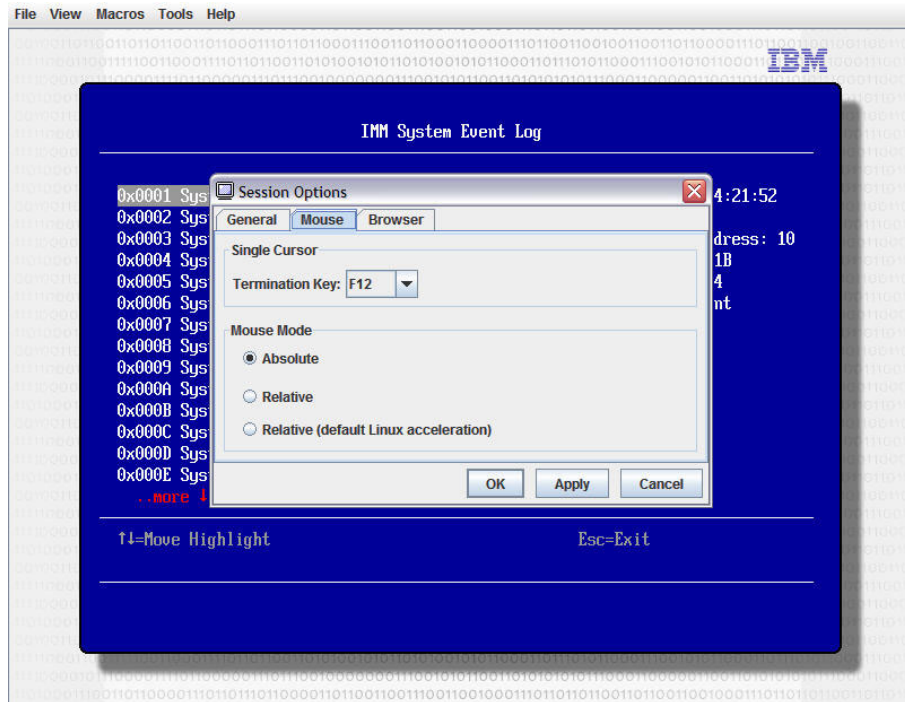 File View Macros Tools Help
IBM
IMM System Event Log
0x0001 Sys 4:21:52
0x0002 Sys
0x0003 Sys dress: 10
0x0004 Sys 1B
0x0005 Sys 4
0x0006 Sys nt
0x0007 Sys
0x0008 Sys
0x0009 Sys
0x000A Sys
0x000B Sys
0x000C Sys
0x000D Sys
0x000E Sys
..more ↓
Session Options
General Mouse Browser
Single Cursor
Termination Key: F12
Mouse Mode
Absolute
Relative
Relative (default Linux acceleration)
OK Apply Cancel
↑↓=Move Highlight Esc=Exit